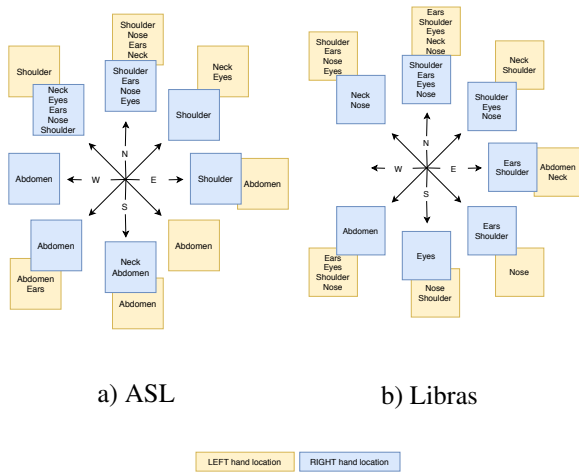 Shoulder
Nose
Ears
Neck
Shoulder
Ears
Nose
Eyes
Shoulder
Neck
Eyes
Ears
Nose
Shoulder
Neck
Eyes
Shoulder
N
Abdomen
W
E
Shoulder
Abdomen
S
Abdomen
Abdomen
Ears
Neck
Abdomen
Abdomen
Abdomen
a) ASL
Ears
Shoulder
Eyes
Neck
Nose
Shoulder
Ears
Eyes
Nose
Shoulder
Ears
Nose
Eyes
Neck
Nose
Neck
Shoulder
Shoulder
Eyes
Nose
N
W
E
Ears
Shoulder
Abdomen
Neck
S
Abdomen
Ears
Eyes
Shoulder
Nose
Eyes
Nose
Shoulder
Ears
Shoulder
Nose
b) Libras
LEFT hand location
RIGHT hand location